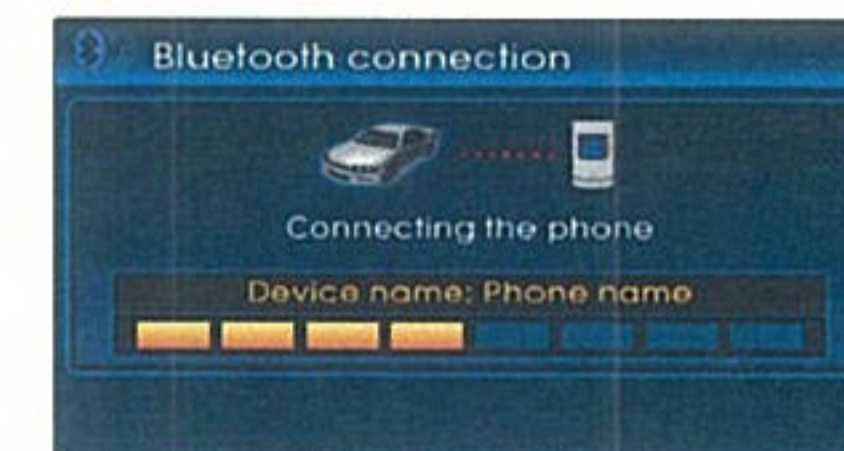 Bluetooth connection
Connecting the phone
Device name: Phone name